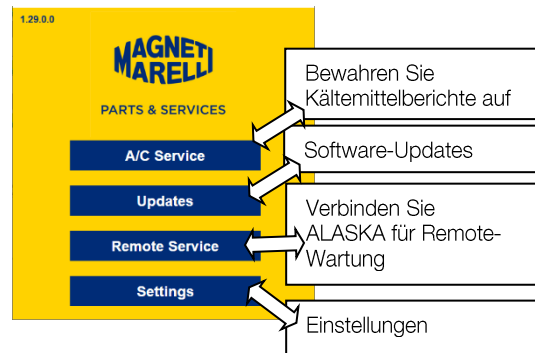 1.29.0.0
MAGNETI
MARELLI
PARTS & SERVICES
A/C Service
Updates
Remote Service
Settings
Bewahren Sie
Kältemittelberichte auf
Software-Updates
Verbinden Sie
ALASKA für Remote-
Wartung
Einstellungen